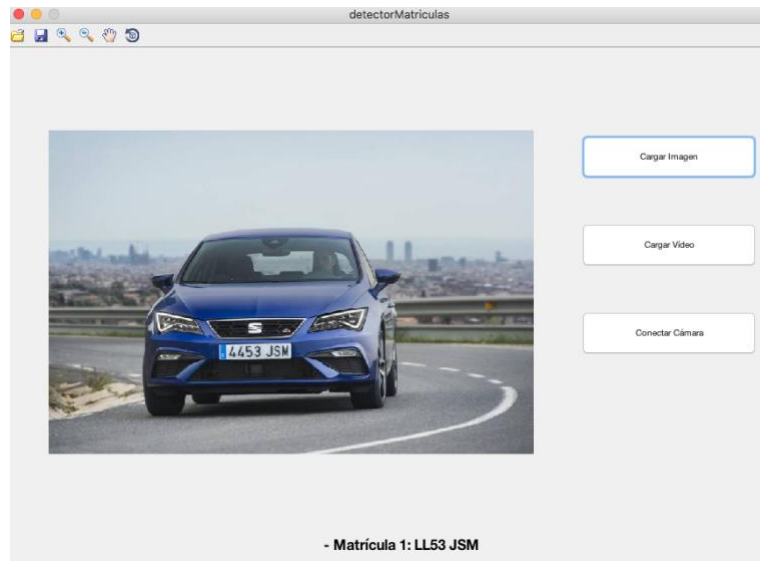 detectorMatriculas
Cargar Imagen
4453 JSM
Cargar Vídeo
Conectar Cámara
- Matrícula 1: LL53 JSM